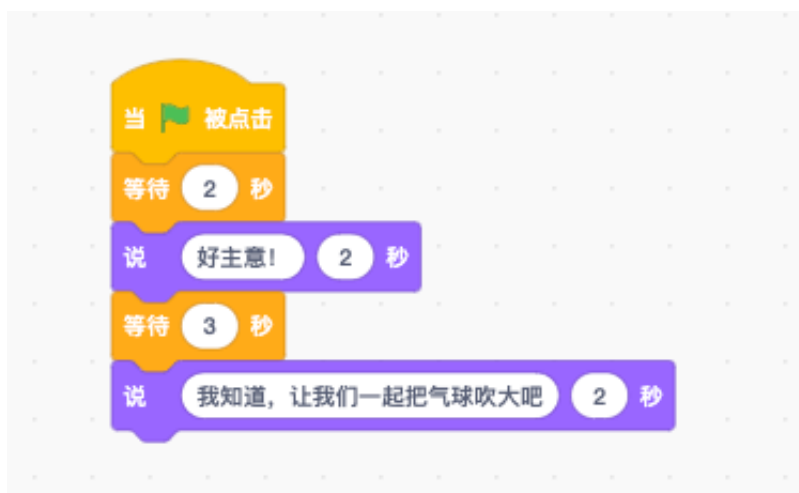 当 被点击
等待 2 秒
说 好主意! 2 秒
等待 3 秒
说 我知道，让我们一起把气球吹大吧 2 秒